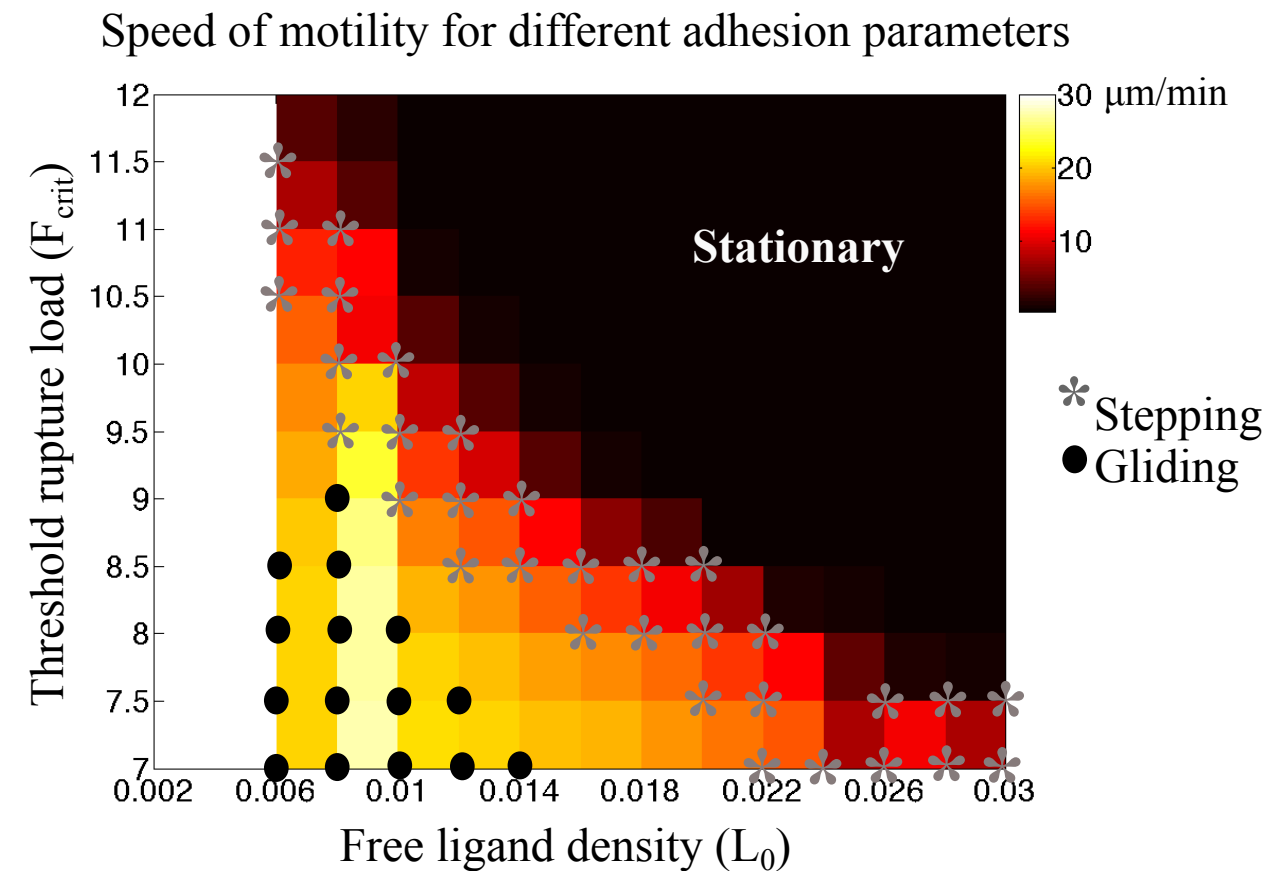 Speed of motility for different adhesion parameters
Threshold rupture load (F_crit)
12
11.5
11
10.5
10
9.5
9
8.5
8
7.5
7
0.002 0.006 0.01 0.014 0.018 0.022 0.026 0.03
Free ligand density (L₀)
Stationary
30 μm/min
20
10
Stepping
Gliding